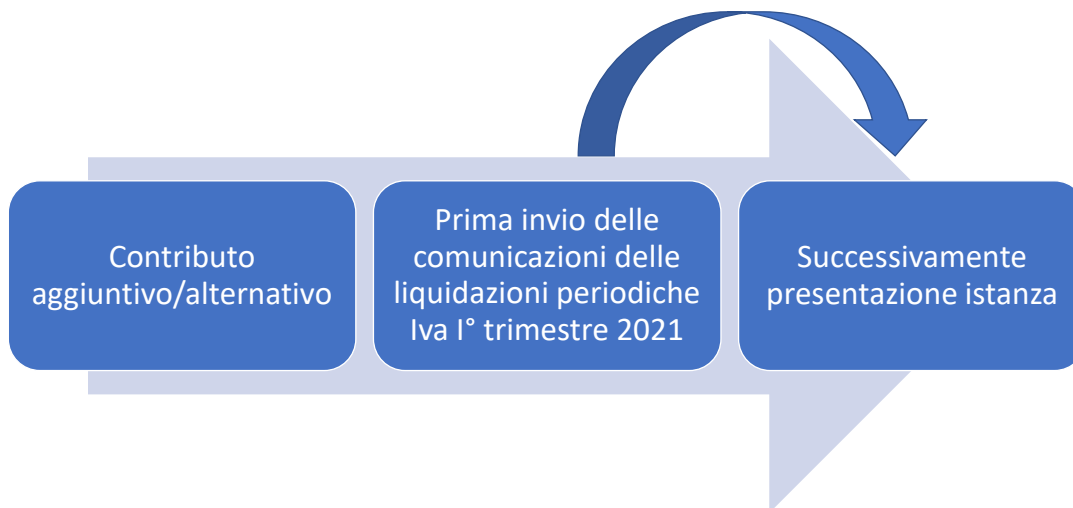 Contributo
aggiuntivo/alternativo
Prima invio delle
comunicazioni delle
liquidazioni periodiche
Iva I° trimestre 2021
Successivamente
presentazione istanza